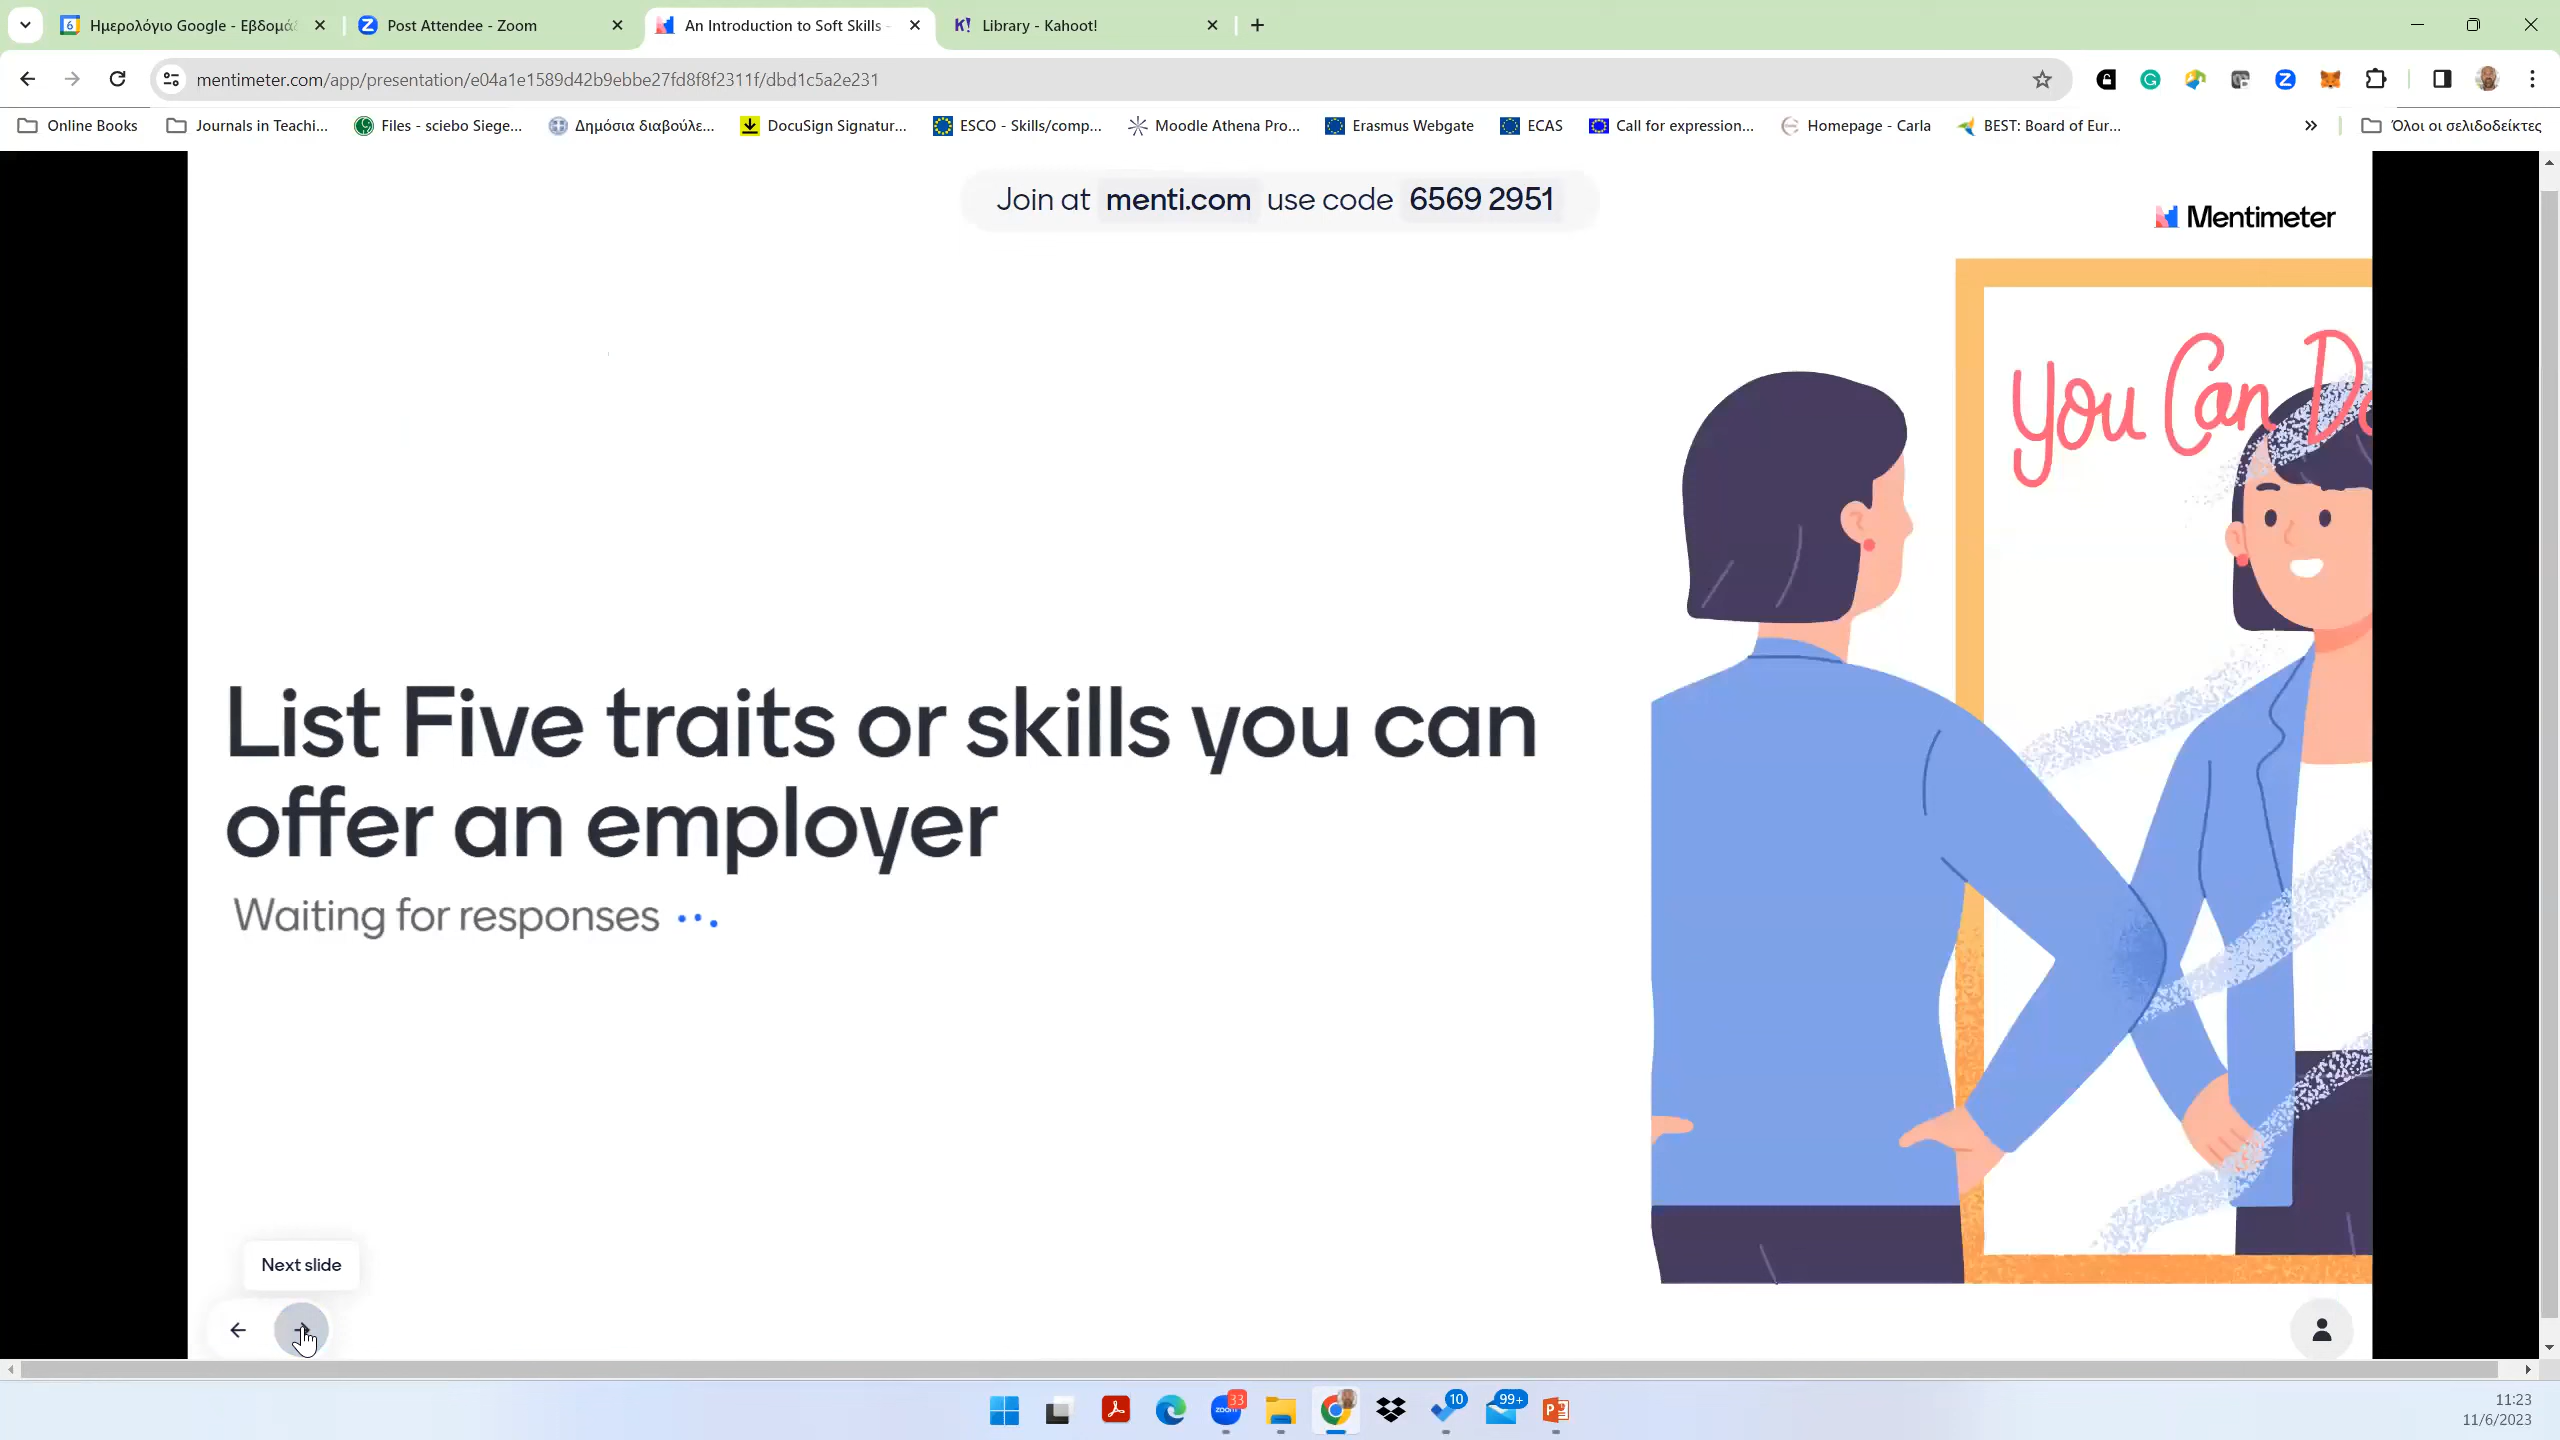 6 Ημερολόγιο Google - Εβδομάδ
Post Attendee - Zoom
An Introduction to Soft Skills -
K! Library - Kahoot!
mentimeter.com/app/presentation/e04a1e1589d42b9ebbe27fd8f8f2311f/dbd1c5a2e231
Online Books
Journals in Teachi...
Files - sciebo Siege...
Δημόσια διαβούλε...
DocuSign Signatur...
ESCO - Skills/comp...
Moodle Athena Pro...
Erasmus Webgate
ECAS
Call for expression...
Homepage - Carla
BEST: Board of Eur...
Όλοι οι σελιδοδείκτες
Join at menti.com use code 6569 2951
Mentimeter
You Can Do
List Five traits or skills you can
offer an employer
Waiting for responses
Next slide
zoom 33
10
99+
11:23
11/6/2023